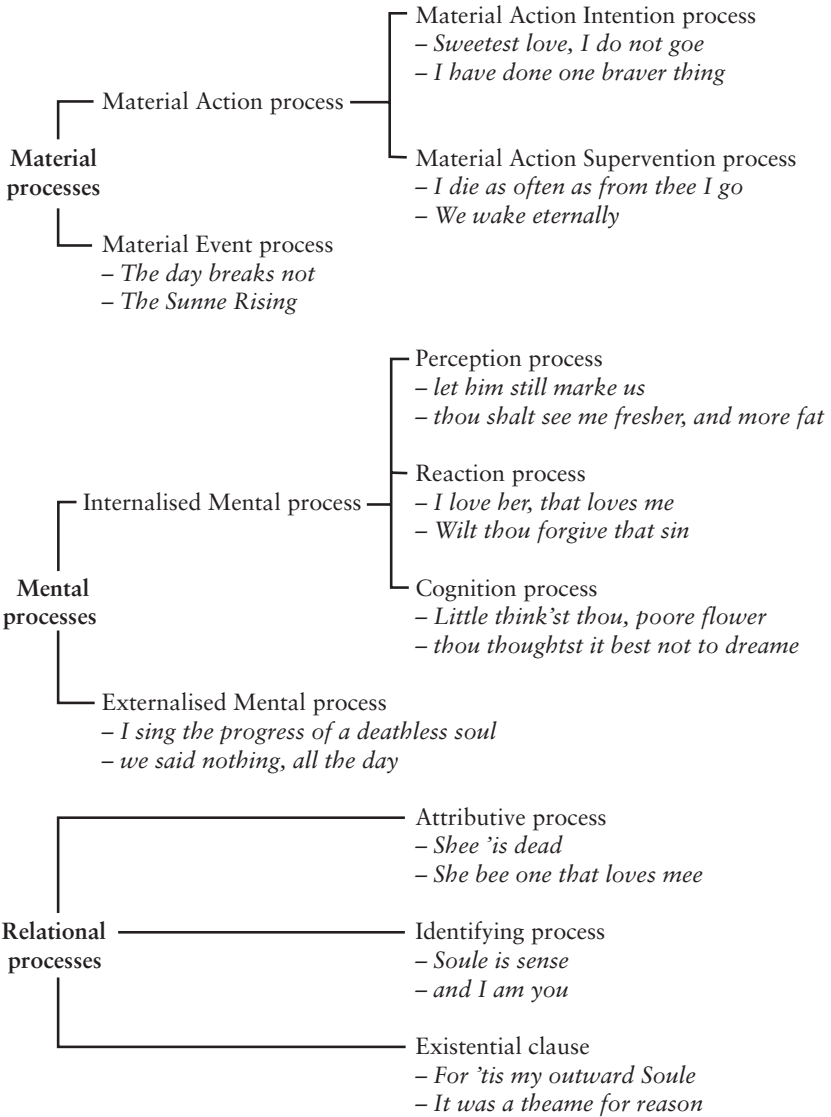 Material Action Intention process
– Sweetest love, I do not goe
– I have done one braver thing
Material Action process
Material
processes
Material Action Supervention process
– I die as often as from thee I go
– We wake eternally
Material Event process
– The day breaks not
– The Sunne Rising
Perception process
– let him still marke us
– thou shalt see me fresher, and more fat
Reaction process
– I love her, that loves me
– Wilt thou forgive that sin
Internalised Mental process
Cognition process
– Little think’st thou, poore flower
– thou thoughtst it best not to dreame
Mental
processes
Externalised Mental process
– I sing the progress of a deathless soul
– we said nothing, all the day
Attributive process
– Shee ’is dead
– She bee one that loves mee
Relational
processes
Identifying process
– Soule is sense
– and I am you
Existential clause
– For ’tis my outward Soule
– It was a theame for reason